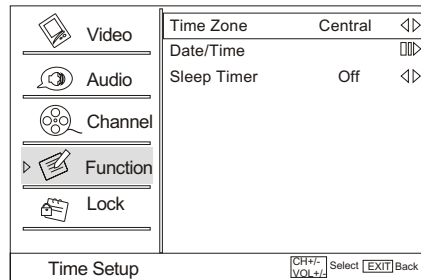 Video
Audio
Channel
Function
Lock
Time Zone Central
Date/Time
Sleep Timer Off
Time Setup
CH+/-
VOL+/- Select EXIT Back